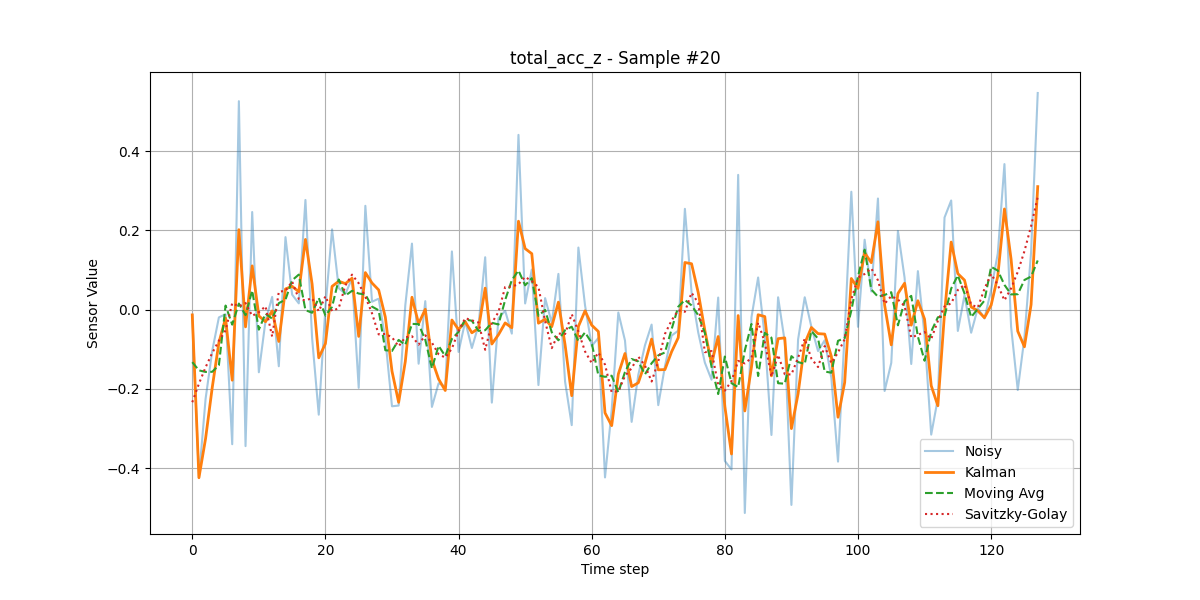 total_acc_z - Sample #20
Sensor Value
0.4
0.2
0.0
−0.2
−0.4
0
20
40
60
80
100
120
Time step
Noisy
Kalman
Moving Avg
Savitzky-Golay